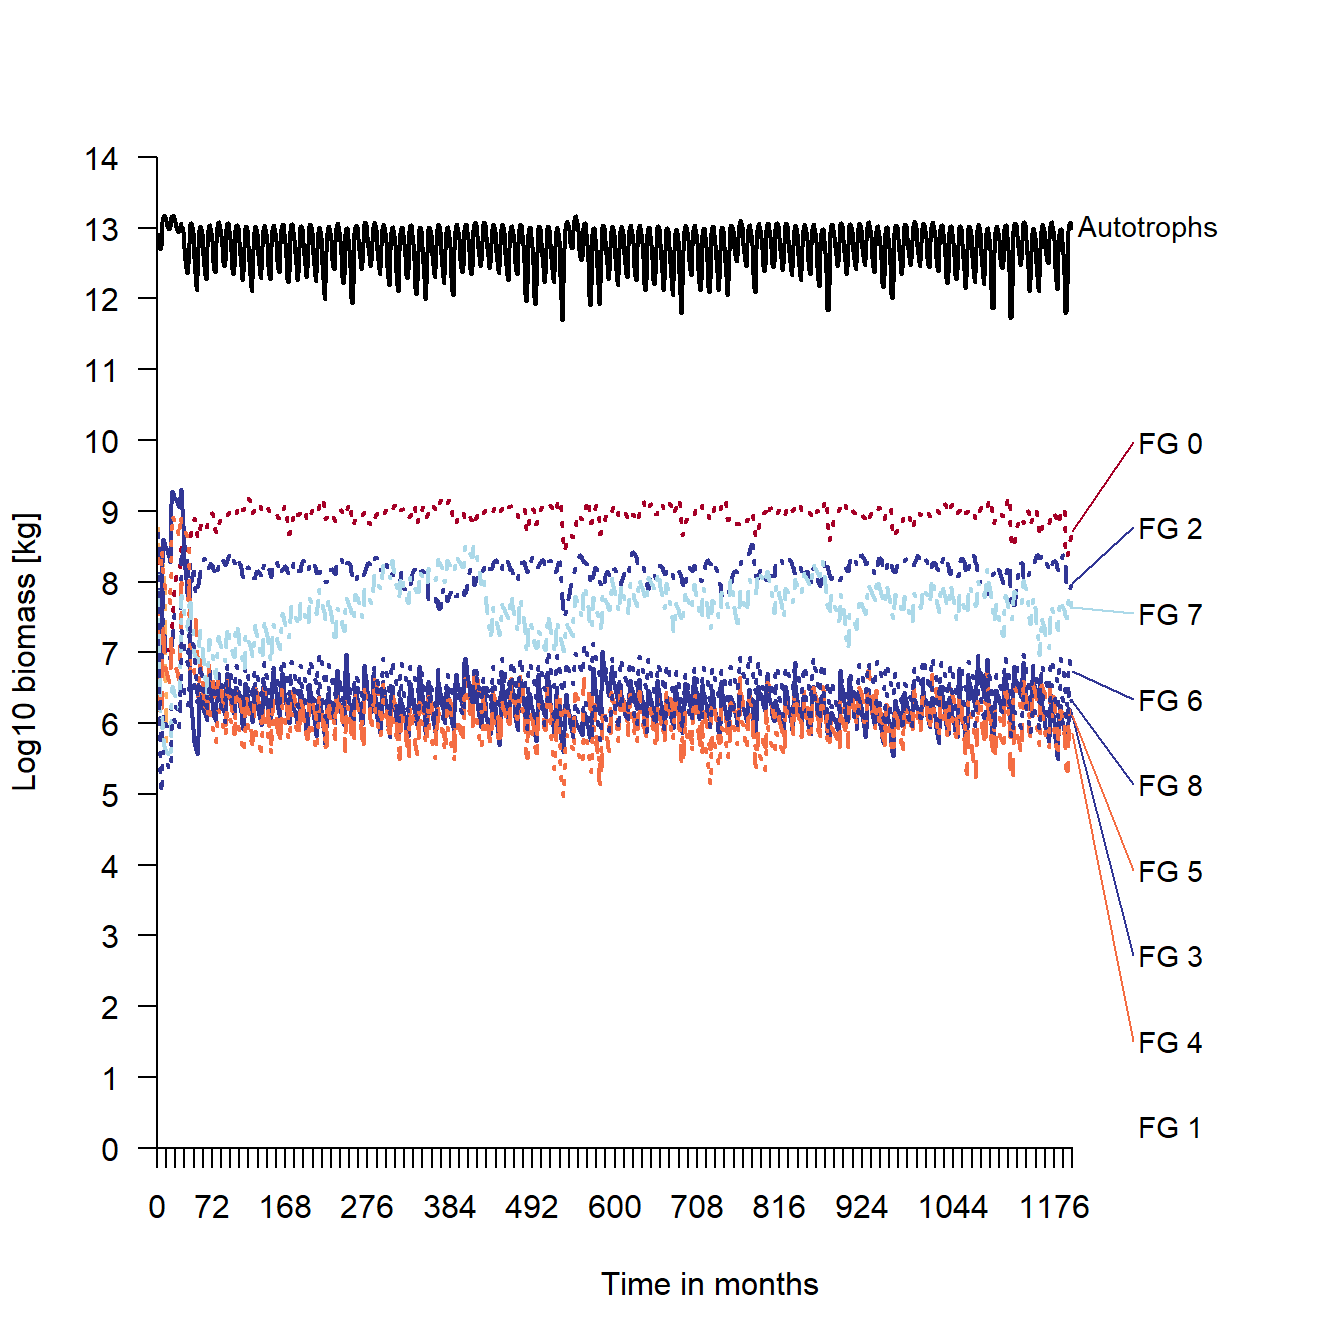 14
13
12
11
10
9
8
7
6
5
4
3
2
1
0
Log10 biomass [kg]
Autotrophs
FG 0
FG 2
FG 7
FG 6
FG 8
FG 5
FG 3
FG 4
FG 1
0 72 168 276 384 492 600 708 816 924 1044 1176
Time in months